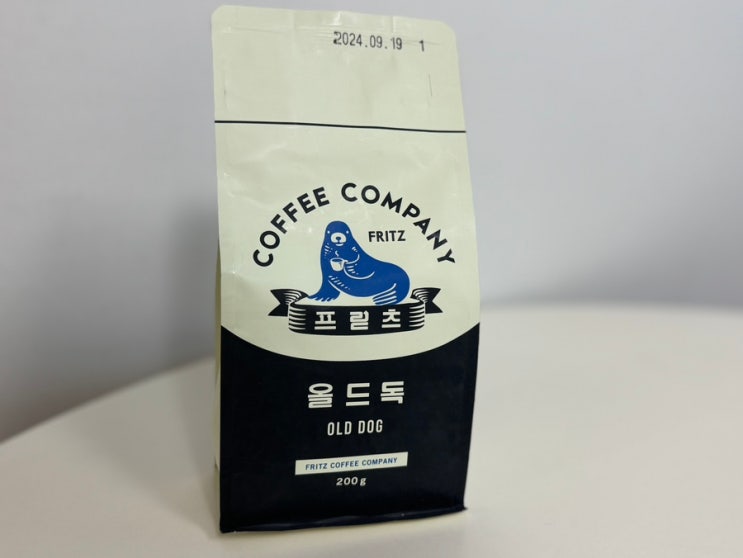 2024.09.19 1
COFFEE COMPANY
FRITZ
프릳츠
올드독
OLD DOG
FRITZ COFFEE COMPANY
200g